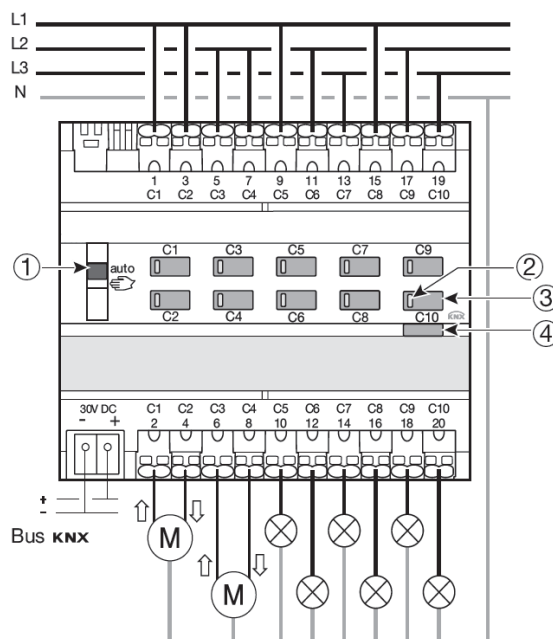 L1
L2
L3
N
1 3 5 7 9 11 13 15 17 19
C1 C2 C3 C4 C5 C6 C7 C8 C9 C10
C1 C3 C5 C7 C9
1 auto 2
3
C2 C4 C6 C8 C10 KNX
4
30V DC C1 C2 C3 C4 C5 C6 C7 C8 C9 C10
- + 2 4 6 8 10 12 14 16 18 20
+
-
Bus KNX
M
M